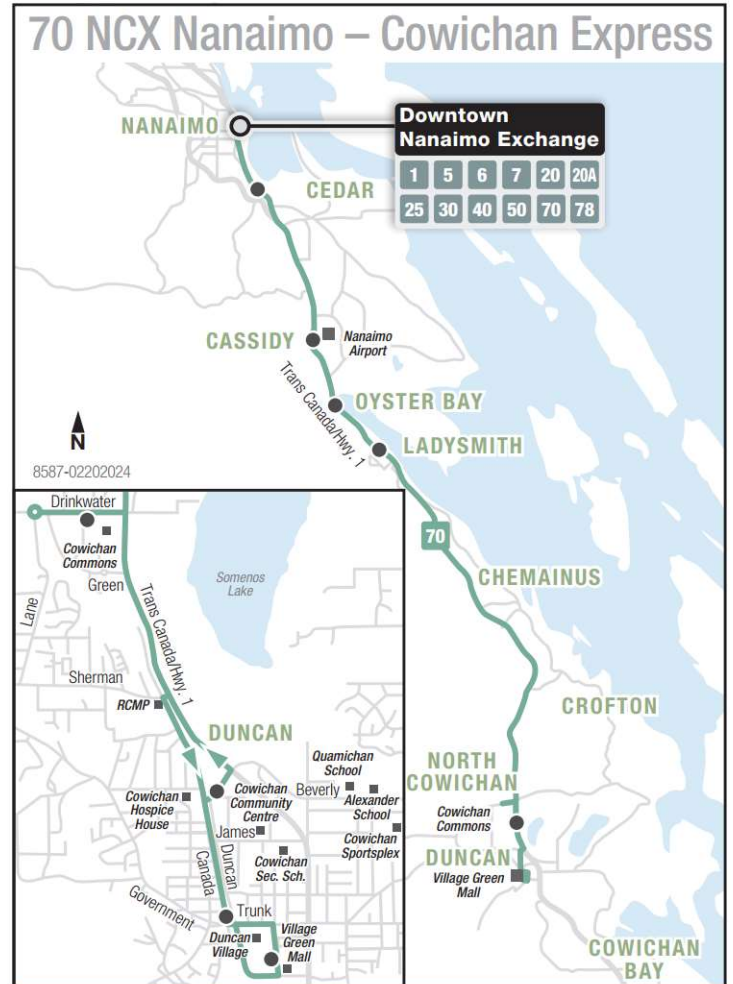 70 NCX Nanaimo – Cowichan Express
NANAIMO
Downtown
Nanaimo Exchange
1 5 6 7 20 20A
25 30 40 50 70 78
CEDAR
CASSIDY
Nanaimo
Airport
Trans Canada/Hwy. 1
OYSTER BAY
LADYSMITH
N
8587-02202024
70
CHEMAINUS
CROFTON
NORTH
COWICHAN
Cowichan
Commons
DUNCAN
Village Green
Mall
COWICHAN
BAY
Drinkwater
Cowichan
Commons
Green
Lane
Trans Canada/Hwy. 1
Somenos
Lake
Sherman
RCMP
DUNCAN
Quamichan
School
Beverly
Alexander
School
Cowichan
Community
Centre
Cowichan
Hospice
House
James
Cowichan
Sportsplex
Cowichan
Sec. Sch.
Canada
Duncan
Government
Trunk
Duncan
Village
Village
Green
Mall